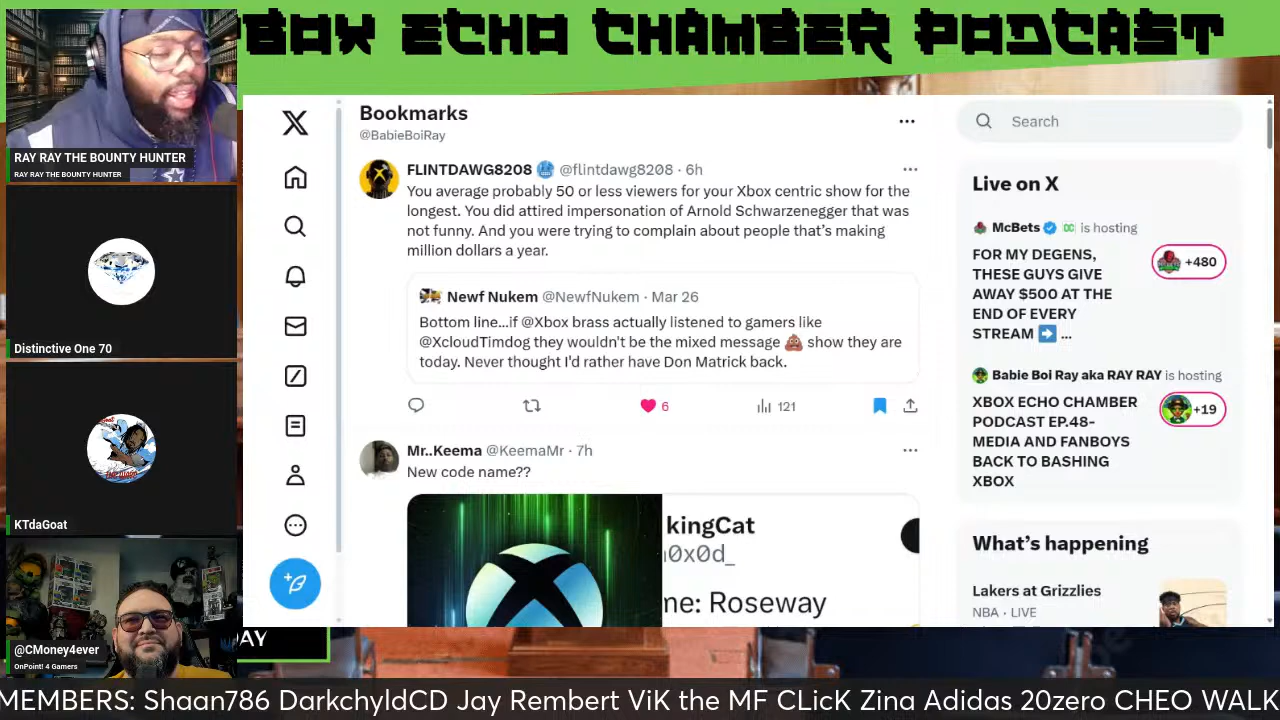 BOX ECHO CHAMBER PODCAST
RAY RAY THE BOUNTY HUNTER
RAY RAY THE BOUNTY HUNTER
Distinctive One 70
KTdaGoat
@CMoney4ever
OnPoint! 4 Gamers
Bookmarks
@BabieBoiRay
FLINTDAWG8208 @flintdawg8208 · 6h
You average probably 50 or less viewers for your Xbox centric show for the
longest. You did attired impersonation of Arnold Schwarzenegger that was
not funny. And you were trying to complain about people that's making
million dollars a year.
Newf Nukem @NewfNukem · Mar 26
Bottom line...if @Xbox brass actually listened to gamers like
@XcloudTimdog they wouldn't be the mixed message 💩 show they are
today. Never thought I'd rather have Don Matrick back.
6
121
Mr..Keema @KeemaMr · 7h
New code name??
kingCat
0x0d_
me: Roseway
Search
Live on X
McBets is hosting
FOR MY DEGENS,
THESE GUYS GIVE
AWAY $500 AT THE
END OF EVERY
STREAM ➡️ ...
+480
Babie Boi Ray aka RAY RAY is hosting
XBOX ECHO CHAMBER
PODCAST EP.48-
MEDIA AND FANBOYS
BACK TO BASHING
XBOX
+19
What's happening
Lakers at Grizzlies
NBA · LIVE
DAY
MEMBERS: Shaan786 DarkchyldCD Jay Rembert ViK the MF CLicK Zina Adidas 20zero CHEO WALK